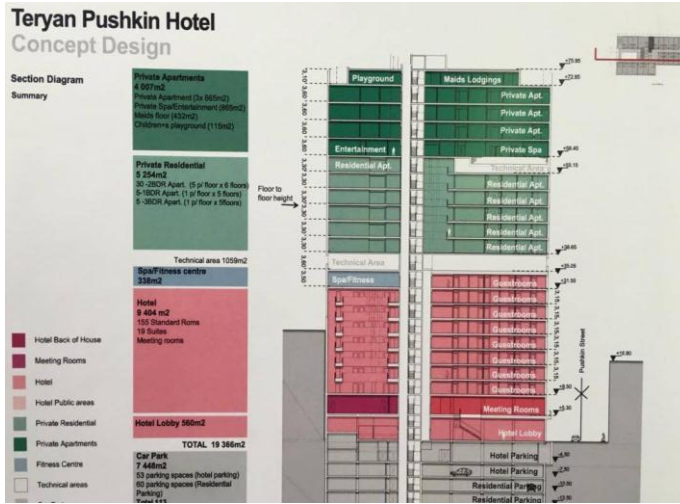 Teryan Pushkin Hotel
Concept Design
Section Diagram
Summary
Private Apartments
4 007m2
Private Apartment (3x 865m2)
Private Spa/Entertainment (865m2)
Maids floor (432m2)
Children+s playground (115m2)
Private Residential
5 254m2
30 -2BDR Apart. (5 p/ floor x 6 floors)
5-1BDR Apart. (1 p/ floor x 5 floors)
5 -3BDR Apart. (1 p/ floor x 5floors)
Technical area 1059m2
Spa/Fitness centre
338m2
Hotel
9 404 m2
155 Standard Roms
19 Suites
Meeting rooms
Hotel Lobby 560m2
TOTAL 19 366m2
Car Park
7 448m2
53 parking spaces (hotel parking)
60 parking spaces (Residential
Parking)
Total 113
Hotel Back of House
Meeting Rooms
Hotel
Hotel Public areas
Private Residential
Private Apartments
Fitness Centre
Technical areas
Floor to
floor height
Playground
Maids Lodgings
Private Apt.
Private Apt.
Private Apt.
Entertainment
Private Spa
Residential Apt.
Technical Area
Residential Apt.
Residential Apt.
Residential Apt.
Residential Apt.
Residential Apt.
Technical Area
Spa/Fitness
Guestrooms
Guestrooms
Guestrooms
Guestrooms
Guestrooms
Guestrooms
Guestrooms
Guestrooms
Meeting Rooms
Hotel Lobby
Hotel Parking
Hotel Parking
Residential Parking
Residential Parking
Pushkin Street